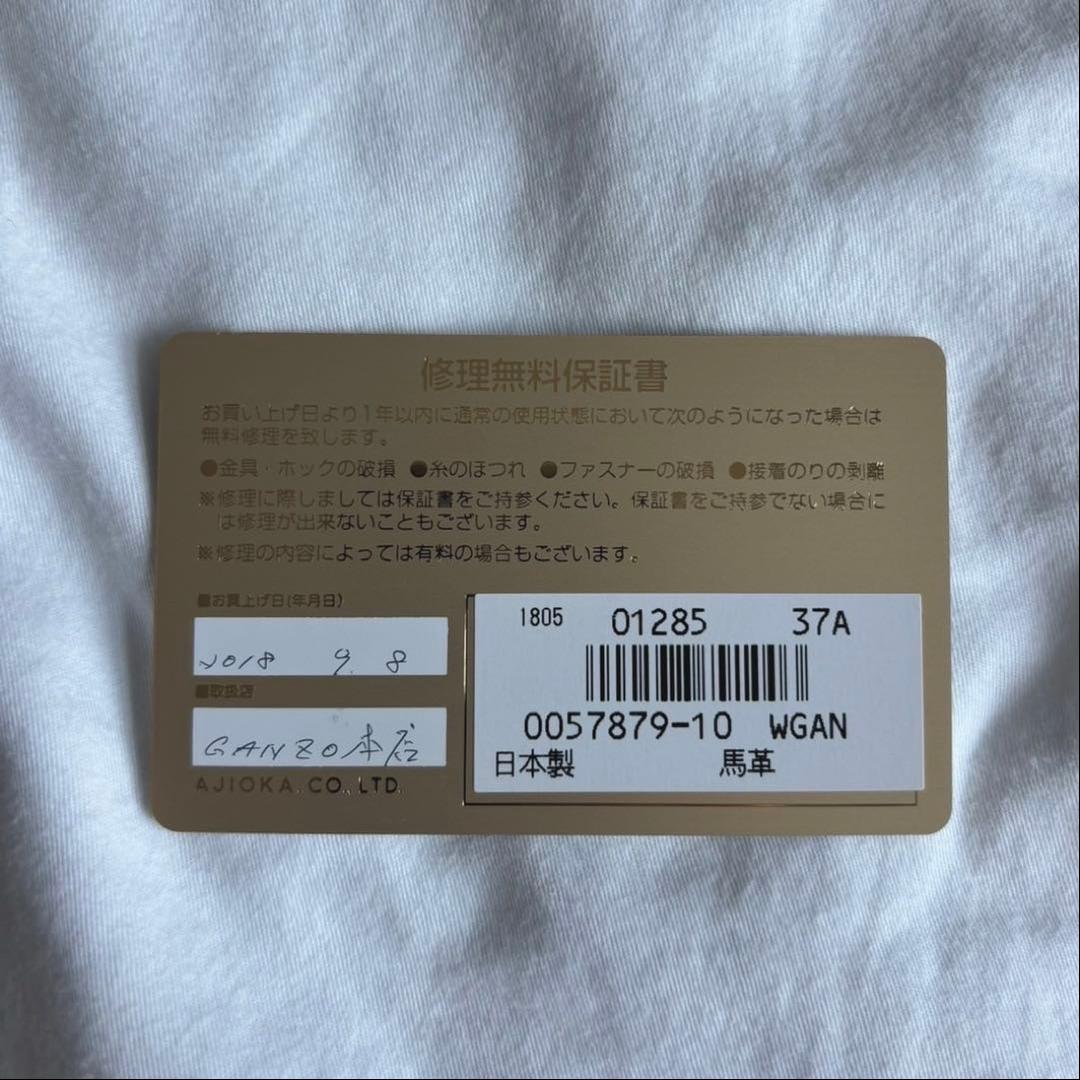 修理無料保証書
お買い上げ日より1年以内に通常の使用状態において次のようになった場合は
無料修理を致します。
●金具・ホックの破損 ●糸のほつれ ●ファスナーの破損 ●接着のりの剥離
※修理に際しましては保証書をご持参ください。保証書をご持参でない場合に
は修理が出来ないこともございます。
※修理の内容によっては有料の場合もございます。
■お買上げ日(年月日)
2018 9. 8
■取扱店
GANZO本店
AJIOKA. CO., LTD.
1805 01285 37A
0057879-10 WGAN
日本製 馬革